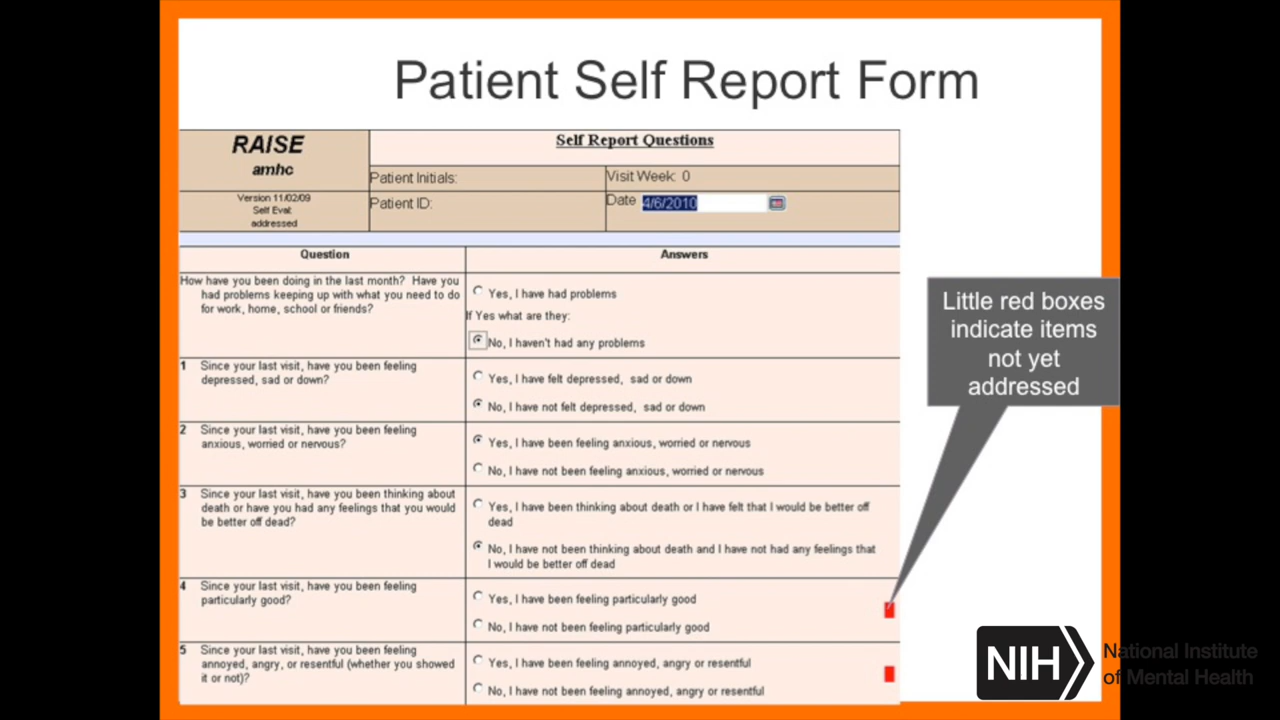 Patient Self Report Form
RAISE
amhc
Version 11/02/09
Self Eval:
addressed
Self Report Questions
Patient Initials:
Visit Week: 0
Patient ID:
Date 4/6/2010
Question
Answers
How have you been doing in the last month? Have you
had problems keeping up with what you need to do
for work, home, school or friends?
Yes, I have had problems
If Yes what are they:
No, I haven't had any problems
1 Since your last visit, have you been feeling
depressed, sad or down?
Yes, I have felt depressed, sad or down
No, I have not felt depressed, sad or down
2 Since your last visit, have you been feeling
anxious, worried or nervous?
Yes, I have been feeling anxious, worried or nervous
No, I have not been feeling anxious, worried or nervous
3 Since your last visit, have you been thinking about
death or have you had any feelings that you would
be better off dead?
Yes, I have been thinking about death or I have felt that I would be better off
dead
No, I have not been thinking about death and I have not had any feelings that
I would be better off dead
4 Since your last visit, have you been feeling
particularly good?
Yes, I have been feeling particularly good
No, I have not been feeling particularly good
5 Since your last visit, have you been feeling
annoyed, angry, or resentful (whether you showed
it or not)?
Yes, I have been feeling annoyed, angry or resentful
No, I have not been feeling annoyed, angry or resentful
Little red boxes
indicate items
not yet
addressed
NIH
National Institute
of Mental Health